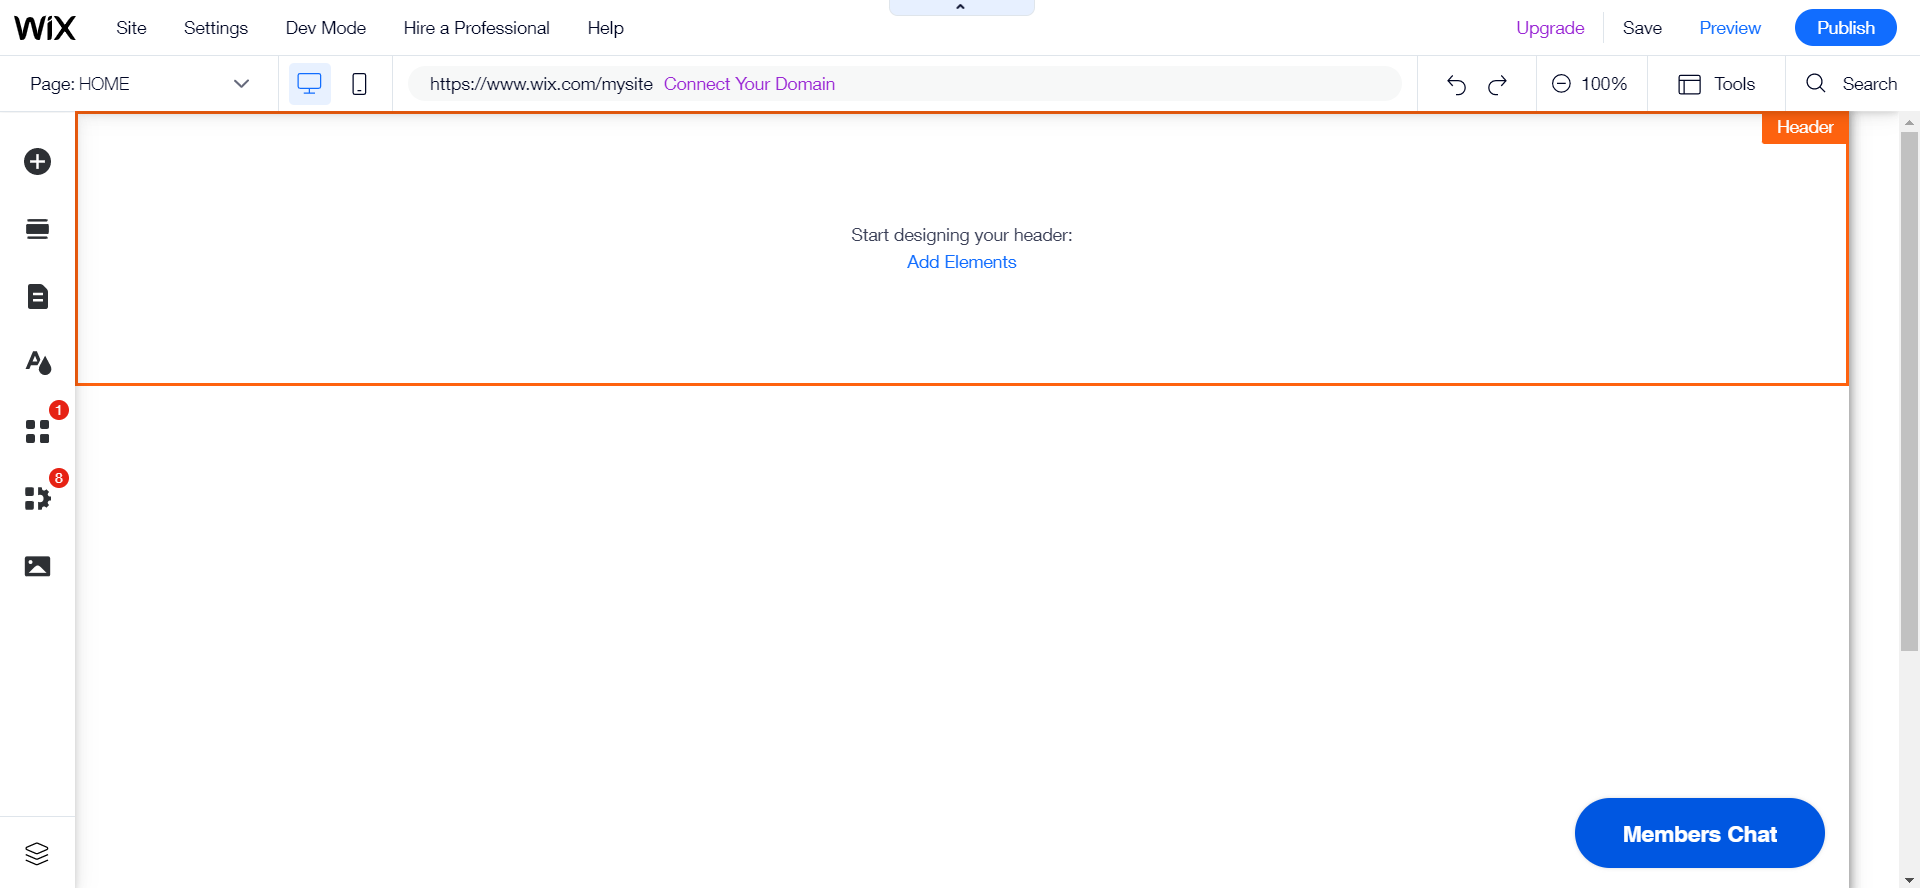 WiX Site Settings Dev Mode Hire a Professional Help Upgrade Save Preview Publish
Page: HOME https://www.wix.com/mysite Connect Your Domain 100% Tools Search
Header
Start designing your header:
Add Elements
1
8
Members Chat